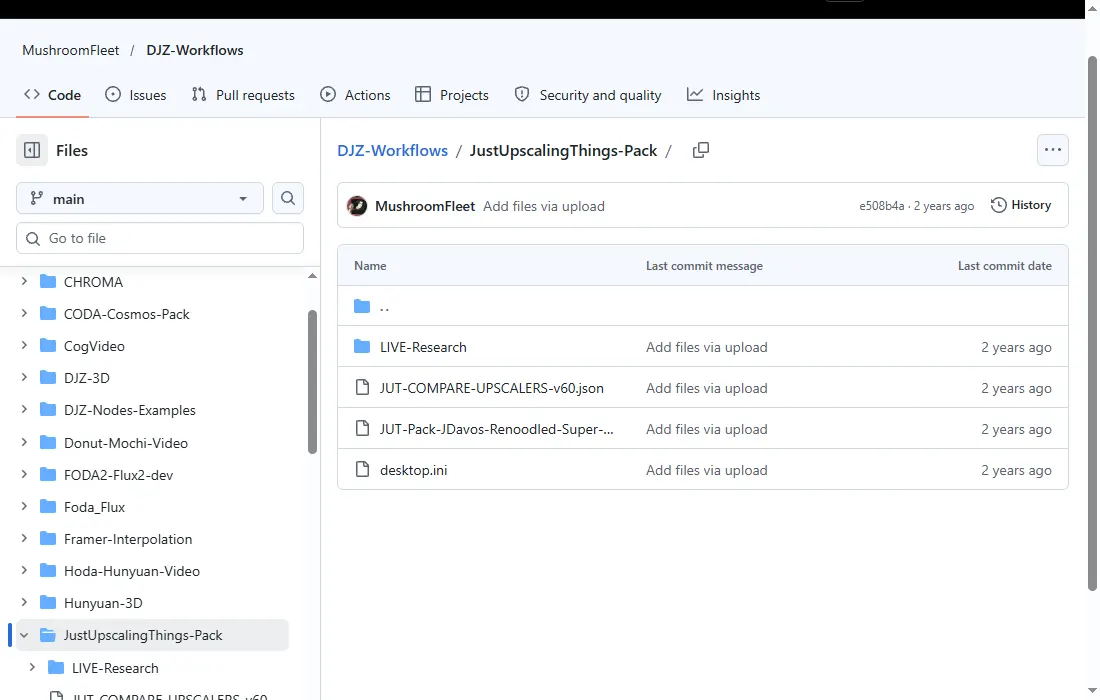 MushroomFleet / DJZ-Workflows
Code Issues Pull requests Actions Projects Security and quality Insights
Files
main
Go to file
CHROMA
CODA-Cosmos-Pack
CogVideo
DJZ-3D
DJZ-Nodes-Examples
Donut-Mochi-Video
FODA2-Flux2-dev
Foda_Flux
Framer-Interpolation
Hoda-Hunyuan-Video
Hunyuan-3D
JustUpscalingThings-Pack
LIVE-Research
JUT-COMPARE-UPSCALERS-v60
DJZ-Workflows / JustUpscalingThings-Pack /
MushroomFleet Add files via upload e508b4a · 2 years ago History
Name Last commit message Last commit date
..
LIVE-Research Add files via upload 2 years ago
JUT-COMPARE-UPSCALERS-v60.json Add files via upload 2 years ago
JUT-Pack-JDavos-Renoodled-Super-... Add files via upload 2 years ago
desktop.ini Add files via upload 2 years ago